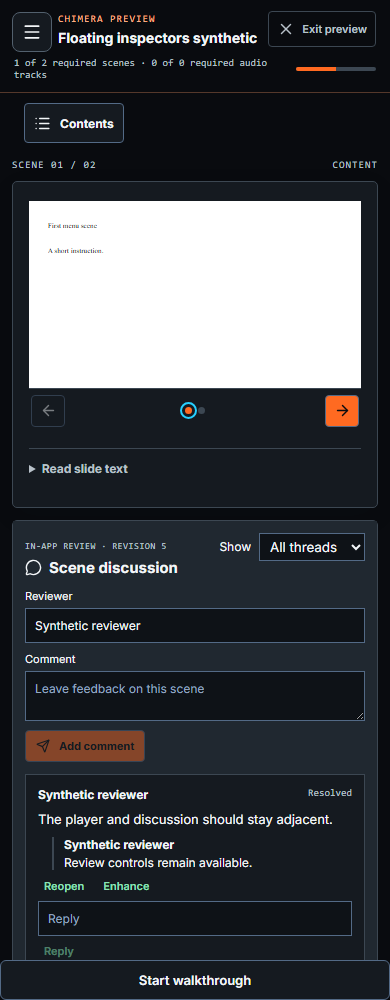 CHIMERA PREVIEW
Floating inspectors synthetic
Exit preview
1 of 2 required scenes · 0 of 0 required audio
tracks
Contents
SCENE 01 / 02
CONTENT
First menu scene
A short instruction.
Read slide text
IN-APP REVIEW · REVISION 5
Show
All threads
Scene discussion
Reviewer
Synthetic reviewer
Comment
Leave feedback on this scene
Add comment
Synthetic reviewer
Resolved
The player and discussion should stay adjacent.
Synthetic reviewer
Review controls remain available.
Reopen
Enhance
Reply
Reply
Start walkthrough